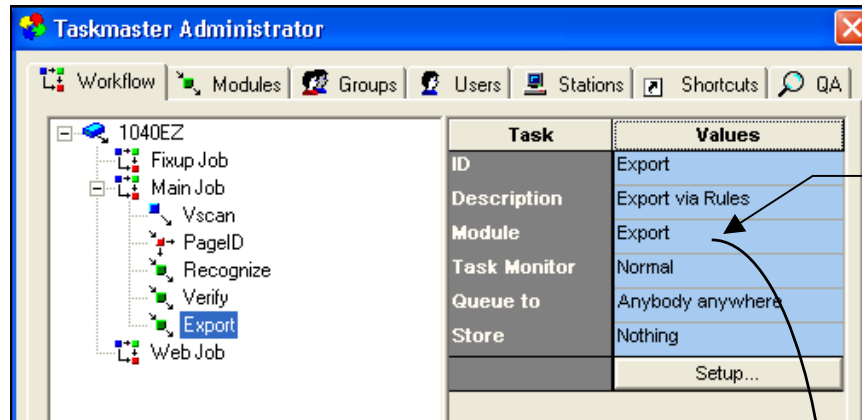 Taskmaster Administrator
Workflow Modules Groups Users Stations Shortcuts QA
1040EZ
Fixup Job
Main Job
Vscan
PageID
Recognize
Verify
Export
Web Job
Task Values
ID Export
Description Export via Rules
Module Export
Task Monitor Normal
Queue to Anybody anywhere
Store Nothing
Setup...